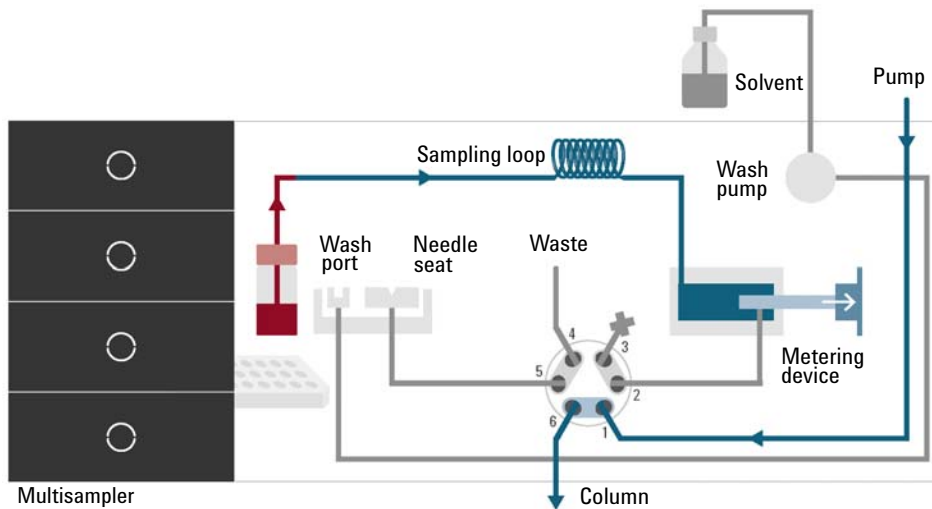 Solvent
Pump
Sampling loop
Wash
pump
Wash
port
Needle
seat
Waste
4
3
5
2
6
1
Metering
device
Multisampler
Column